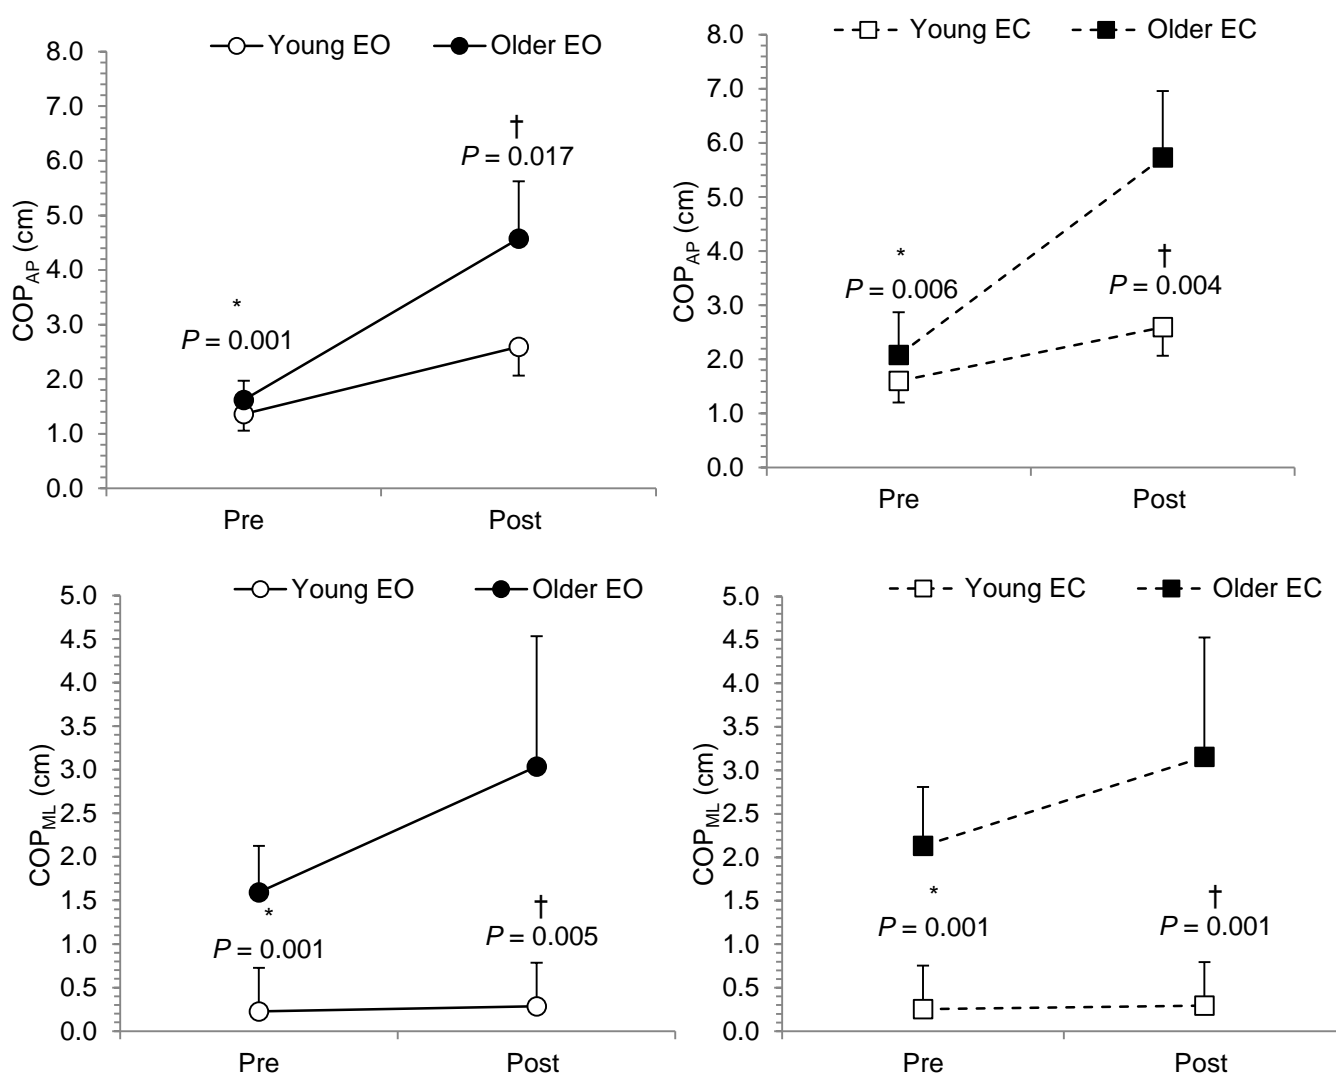 Young EO Older EO
8.0
7.0
6.0
5.0
4.0
3.0
2.0
1.0
0.0
COP_AP (cm)
*
P = 0.001
†
P = 0.017
Pre Post
Young EC Older EC
8.0
7.0
6.0
5.0
4.0
3.0
2.0
1.0
0.0
COP_AP (cm)
*
P = 0.006
†
P = 0.004
Pre Post
Young EO Older EO
5.0
4.5
4.0
3.5
3.0
2.5
2.0
1.5
1.0
0.5
0.0
COP_ML (cm)
*
P = 0.001
†
P = 0.005
Pre Post
Young EC Older EC
5.0
4.5
4.0
3.5
3.0
2.5
2.0
1.5
1.0
0.5
0.0
COP_ML (cm)
*
P = 0.001
†
P = 0.001
Pre Post